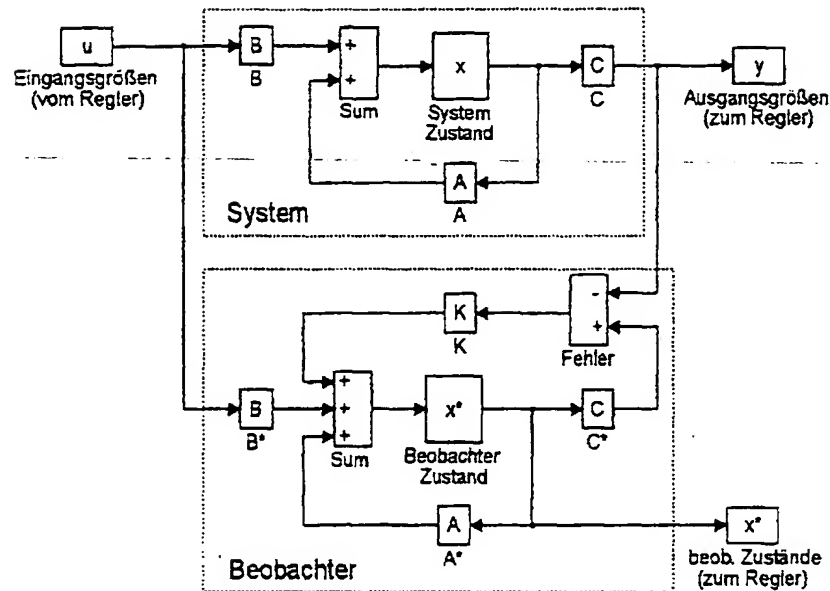 u
Eingangsgrößen
(vom Regler)
B
B
+
+
Sum
x
System
Zustand
C
C
y
Ausgangsgrößen
(zum Regler)
A
A
System
K
K
-
+
Fehler
B
B*
+
+
+
Sum
x*
Beobachter
Zustand
C
C*
A
A*
x*
beob. Zustände
(zum Regler)
Beobachter